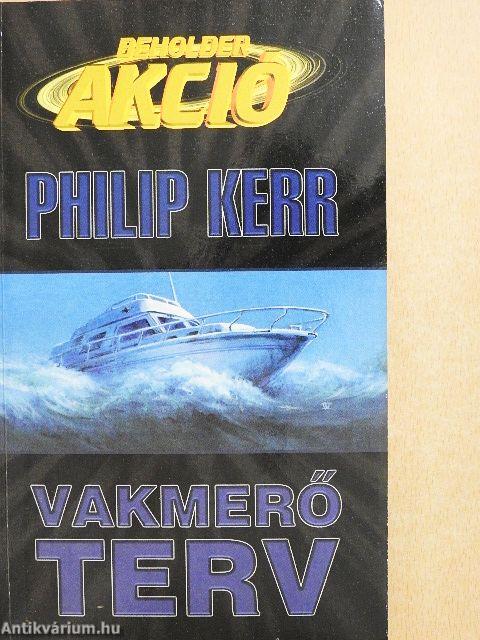 BEHOLDER
AKCIÓ
PHILIP KERR
VAKMERŐ
TERV
Antikvárium.hu